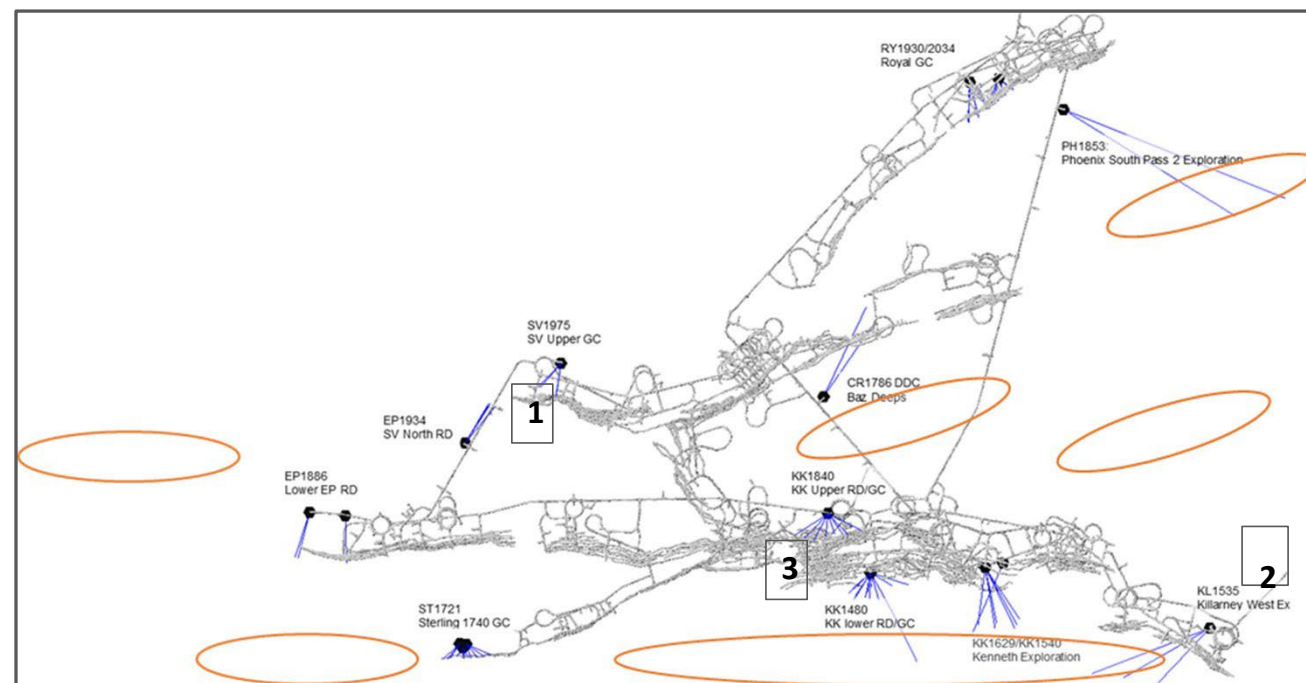 RY1930/2034
Royal GC
PH1853:
Phoenix South Pass 2 Exploration
SV1975
SV Upper GC
CR1786 DDC
Baz Deeps
1
EP1934
SV North RD
EP1886
Lower EP RD
KK1840
KK Upper RD/GC
3
2
KL1535
Killarney West Ex
ST1721
Sterling 1740 GC
KK1480
KK lower RD/GC
KK1629/KK1540
Kenneth Exploration